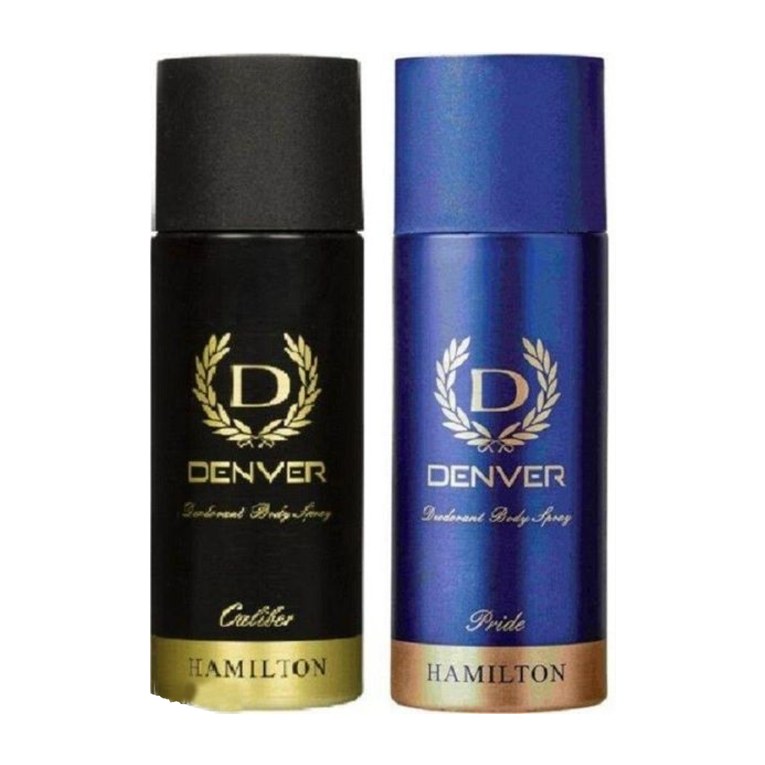 D
DENVER
Deodorant Body Spray
Caliber
HAMILTON
D
DENVER
Deodorant Body Spray
Pride
HAMILTON